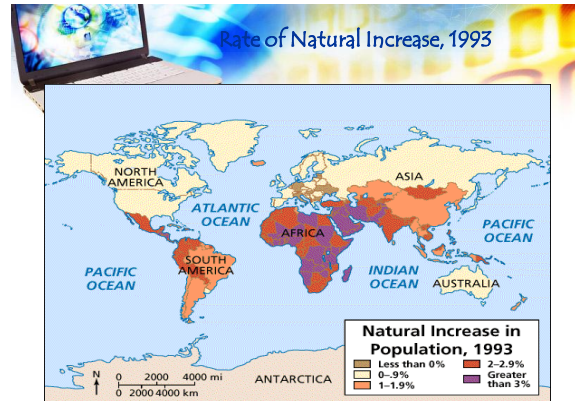 Rate of Natural Increase, 1993
NORTH
AMERICA
ASIA
ATLANTIC
OCEAN
PACIFIC
OCEAN
AFRICA
SOUTH
AMERICA
PACIFIC
OCEAN
INDIAN
OCEAN
AUSTRALIA
Natural Increase in
Population, 1993
Less than 0%
0–.9%
1–1.9%
2–2.9%
Greater
than 3%
N
0 2000 4000 mi
0 2000 4000 km
ANTARCTICA